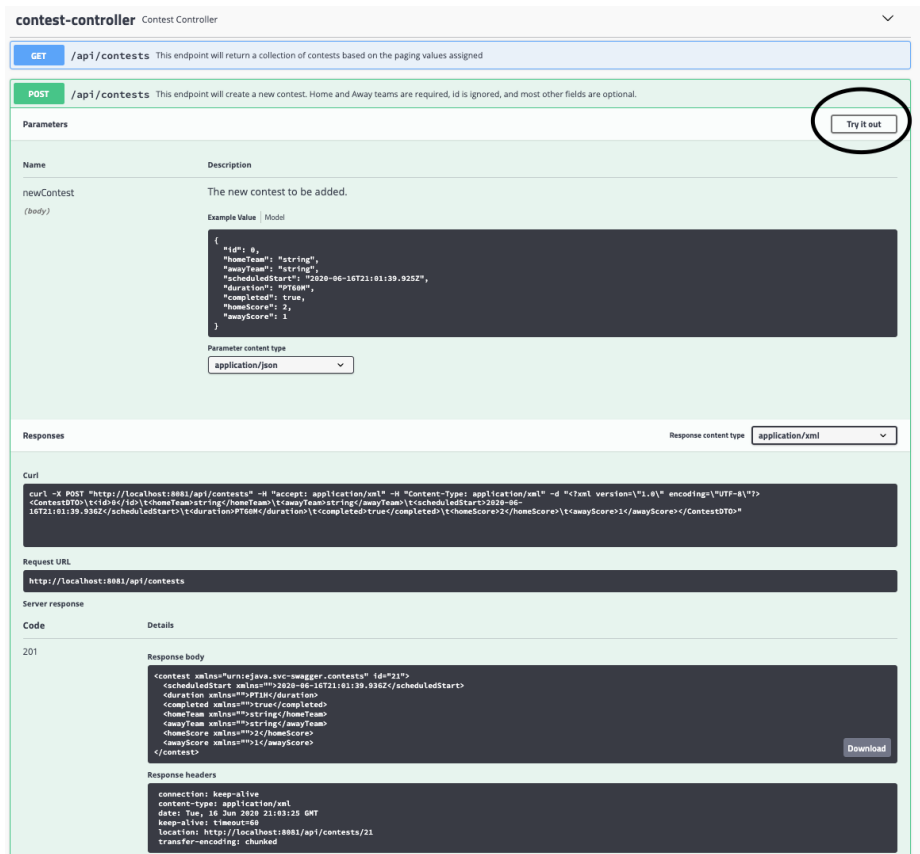 contest-controller Contest Controller
GET /api/contests This endpoint will return a collection of contests based on the paging values assigned
POST /api/contests This endpoint will create a new contest. Home and Away teams are required, id is ignored, and most other fields are optional.
Parameters Try it out
Name Description
newContest The new contest to be added.
(body)
Example Value Model
{
"id": 0,
"homeTeam": "string",
"awayTeam": "string",
"scheduledStart": "2020-06-16T21:01:39.925Z",
"duration": "PT60M",
"completed": true,
"homeScore": 2,
"awayScore": 1
}
Parameter content type
application/json
Responses Response content type application/xml
Curl
curl -X POST "http://localhost:8081/api/contests" -H "accept: application/xml" -H "Content-Type: application/xml" -d "<?xml version=\"1.0\" encoding=\"UTF-8\"?>
<ContestDTO>\t<id>0</id>\t<homeTeam>string</homeTeam>\t<awayTeam>string</awayTeam>\t<scheduledStart>2020-06-
16T21:01:39.936Z</scheduledStart>\t<duration>PT60M</duration>\t<completed>true</completed>\t<homeScore>2</homeScore>\t<awayScore>1</awayScore></ContestDTO>"
Request URL
http://localhost:8081/api/contests
Server response
Code Details
201
Response body
<contest xmlns="urn:ejava.svc-swagger.contests" id="21">
<scheduledStart xmlns="">2020-06-16T21:01:39.936Z</scheduledStart>
<duration xmlns="">PT1H</duration>
<completed xmlns="">true</completed>
<homeTeam xmlns="">string</homeTeam>
<awayTeam xmlns="">string</awayTeam>
<homeScore xmlns="">2</homeScore>
<awayScore xmlns="">1</awayScore>
</contest>
Download
Response headers
connection: keep-alive
content-type: application/xml
date: Tue, 16 Jun 2020 21:03:25 GMT
keep-alive: timeout=60
location: http://localhost:8081/api/contests/21
transfer-encoding: chunked